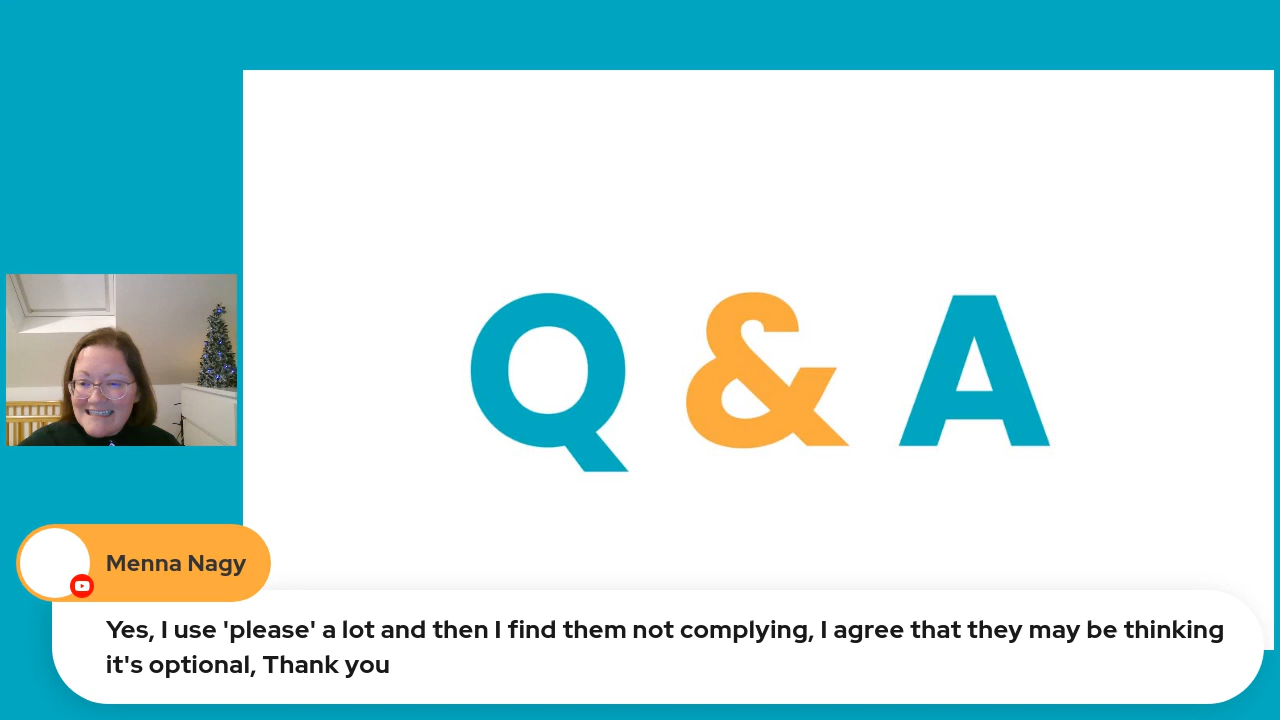 Q & A
Menna Nagy
Yes, I use 'please' a lot and then I find them not complying, I agree that they may be thinking
it's optional, Thank you